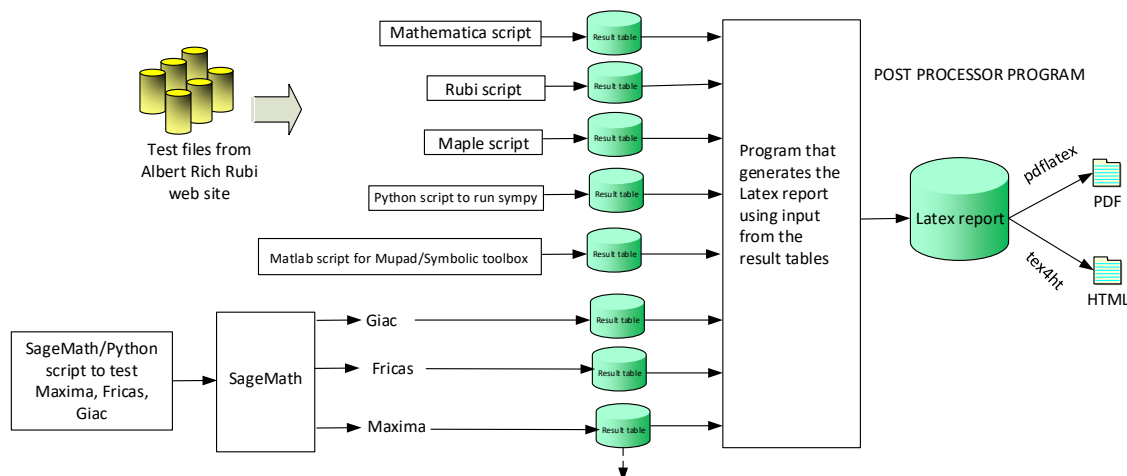 Mathematica script
Result table
Rubi script
Result table
POST PROCESSOR PROGRAM
Test files from
Albert Rich Rubi
web site
Maple script
Result table
Program that
generates the
Latex report
using input
from the
result tables
Python script to run sympy
Result table
Latex report
pdflatex
PDF
tex4ht
HTML
Matlab script for Mupad/Symbolic toolbox
Result table
SageMath/Python
script to test
Maxima, Fricas,
Giac
SageMath
Giac
Result table
Fricas
Result table
Maxima
Result table